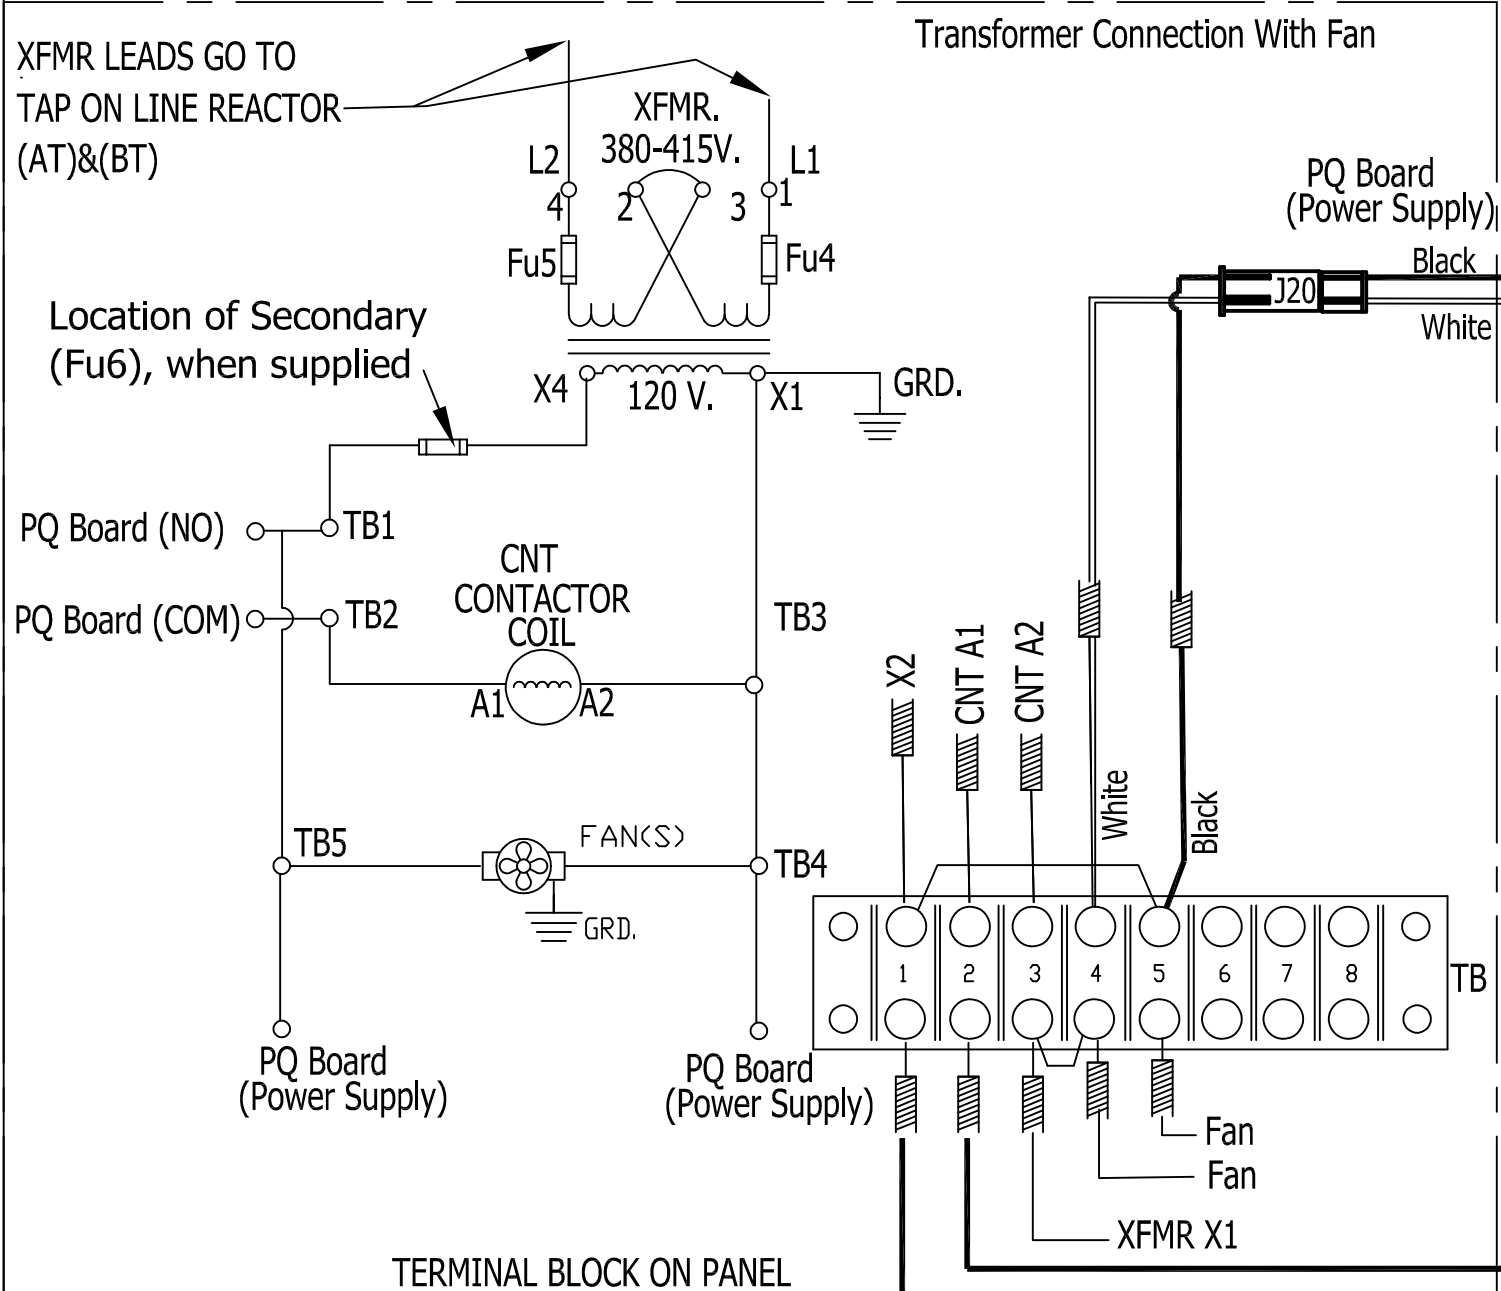 Transformer Connection With Fan
XFMR LEADS GO TO
TAP ON LINE REACTOR
(AT)&(BT)
XFMR.
380-415V.
L2
L1
4
2
3
1
Fu5
Fu4
PQ Board
(Power Supply)
Black
J20
White
Location of Secondary
(Fu6), when supplied
X4
120 V.
X1
GRD.
PQ Board (NO)
TB1
CNT
CONTACTOR
COIL
PQ Board (COM)
TB2
TB3
A1
A2
X2
CNT A1
CNT A2
White
Black
TB5
FAN(S)
TB4
GRD.
1
2
3
4
5
6
7
8
TB
PQ Board
(Power Supply)
PQ Board
(Power Supply)
Fan
Fan
XFMR X1
TERMINAL BLOCK ON PANEL